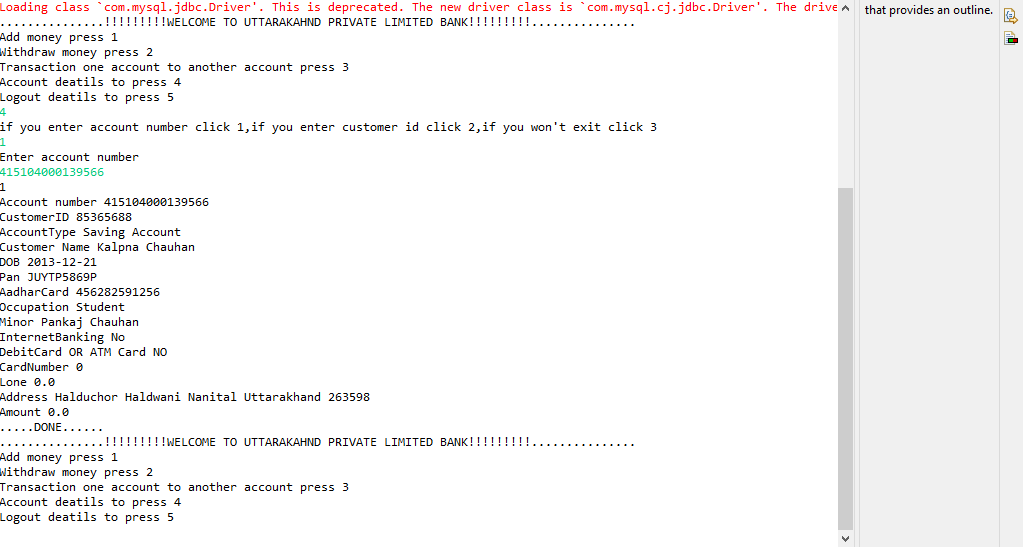 Loading class `com.mysql.jdbc.Driver'. This is deprecated. The new driver class is `com.mysql.cj.jdbc.Driver'. The drive
...............!!!!!!!!!WELCOME TO UTTARAKAHND PRIVATE LIMITED BANK!!!!!!!!!...............
Add money press 1
Withdraw money press 2
Transaction one account to another account press 3
Account deatils to press 4
Logout deatils to press 5
4
if you enter account number click 1,if you enter customer id click 2,if you won't exit click 3
1
Enter account number
415104000139566
1
Account number 415104000139566
CustomerID 85365688
AccountType Saving Account
Customer Name Kalpna Chauhan
DOB 2013-12-21
Pan JUYTP5869P
AadharCard 456282591256
Occupation Student
Minor Pankaj Chauhan
InternetBanking No
DebitCard OR ATM Card NO
CardNumber 0
Lone 0.0
Address Halduchor Haldwani Nanital Uttarakhand 263598
Amount 0.0
.....DONE......
...............!!!!!!!!!WELCOME TO UTTARAKAHND PRIVATE LIMITED BANK!!!!!!!!!...............
Add money press 1
Withdraw money press 2
Transaction one account to another account press 3
Account deatils to press 4
Logout deatils to press 5
that provides an outline.